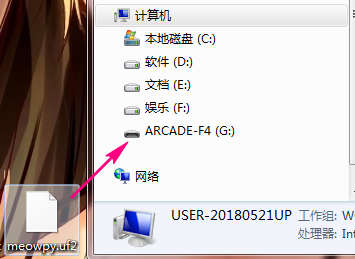 计算机
本地磁盘 (C:)
软件 (D:)
文档 (E:)
娱乐 (F:)
ARCADE-F4 (G:)
网络
meowpy.uf2
USER-20180521UP 工作组:
处理器: